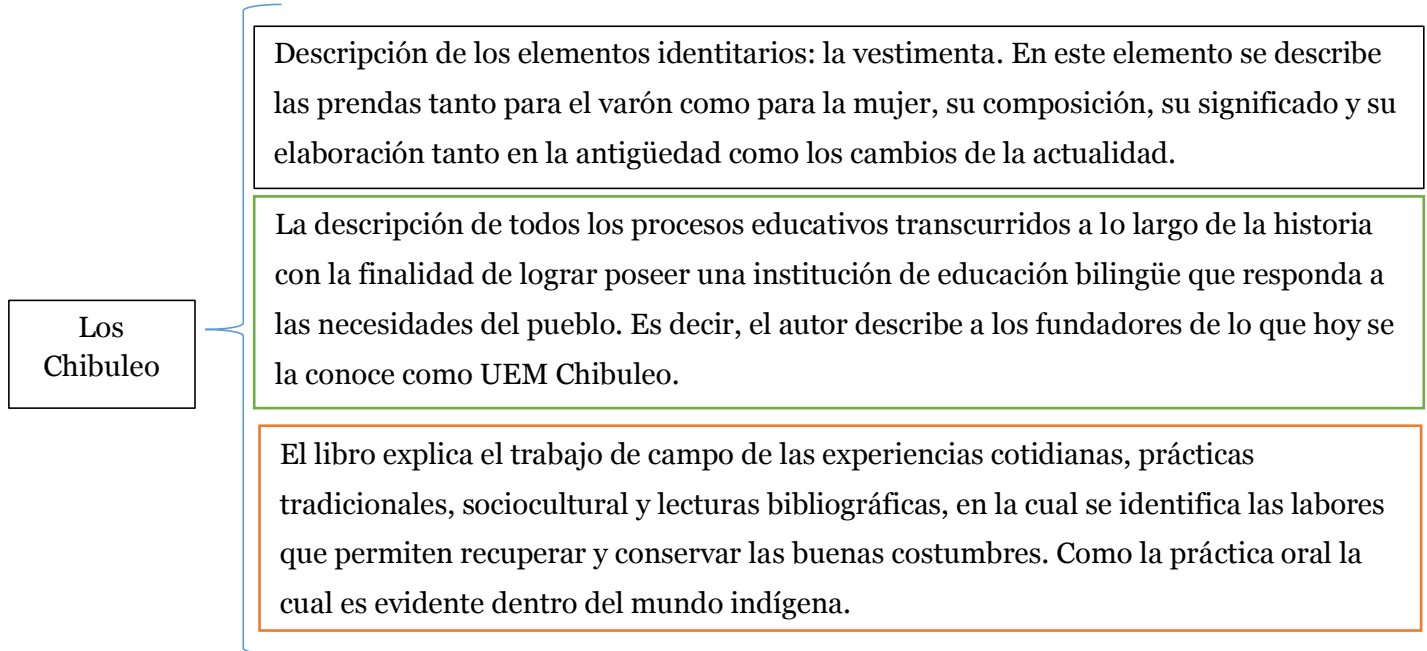 Los
Chibuleo
Descripción de los elementos identitarios: la vestimenta. En este elemento se describe
las prendas tanto para el varón como para la mujer, su composición, su significado y su
elaboración tanto en la antigüedad como los cambios de la actualidad.
La descripción de todos los procesos educativos transcurridos a lo largo de la historia
con la finalidad de lograr poseer una institución de educación bilingüe que responda a
las necesidades del pueblo. Es decir, el autor describe a los fundadores de lo que hoy se
la conoce como UEM Chibuleo.
El libro explica el trabajo de campo de las experiencias cotidianas, prácticas
tradicionales, sociocultural y lecturas bibliográficas, en la cual se identifica las labores
que permiten recuperar y conservar las buenas costumbres. Como la práctica oral la
cual es evidente dentro del mundo indígena.